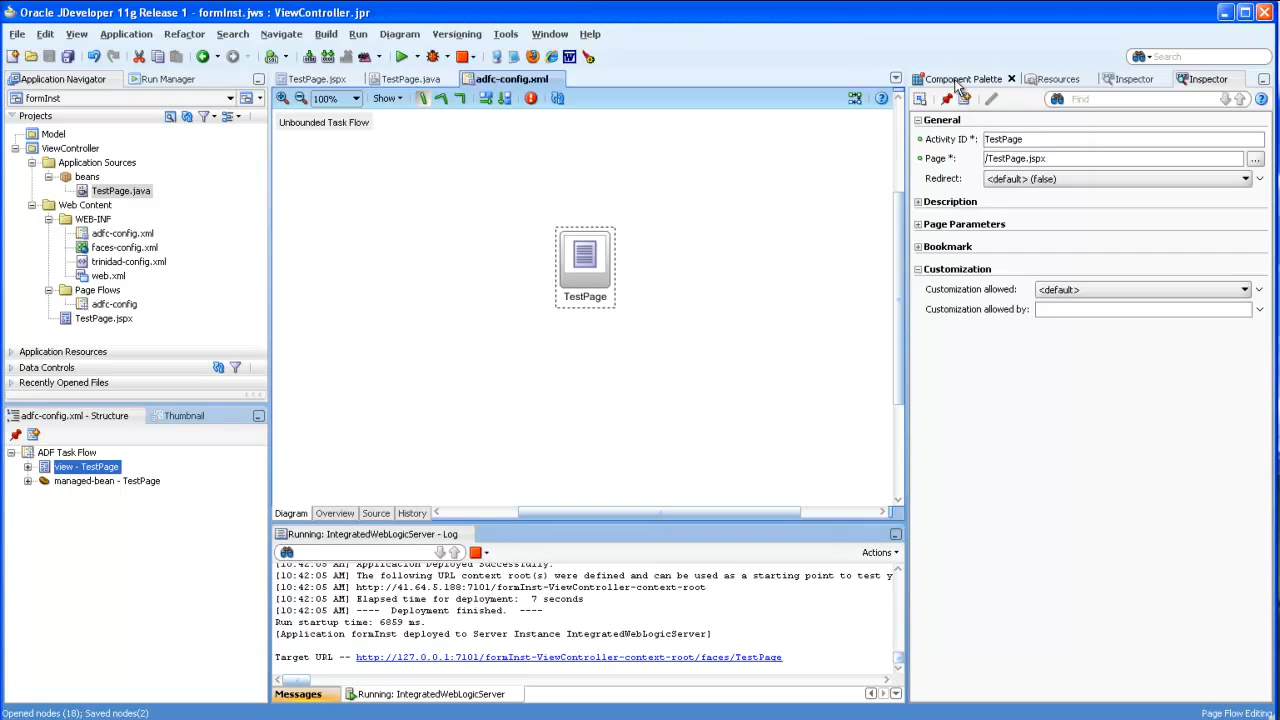 Oracle JDeveloper 11g Release 1 - formInst.jws : ViewController.jpr
File Edit View Application Refactor Search Navigate Build Run Diagram Versioning Tools Window Help
Search
Application Navigator Run Manager
formInst
Projects
Model
ViewController
Application Sources
beans
TestPage.java
Web Content
WEB-INF
adfc-config.xml
faces-config.xml
trinidad-config.xml
web.xml
Page Flows
adfc-config
TestPage.jspx
Application Resources
Data Controls
Recently Opened Files
adfc-config.xml - Structure Thumbnail
ADF Task Flow
view - TestPage
managed-bean - TestPage
TestPage.jspx TestPage.java adfc-config.xml
100% Show
Unbounded Task Flow
TestPage
Diagram Overview Source History
Running: IntegratedWebLogicServer - Log
Actions
[10:42:05 AM] Application Deployed Successfully.
[10:42:05 AM] The following URL context root(s) were defined and can be used as a starting point to test y
[10:42:05 AM] http://41.64.5.188:7101/formInst-ViewController-context-root
[10:42:05 AM] Elapsed time for deployment: 7 seconds
[10:42:05 AM] ---- Deployment finished. ----
Run startup time: 6859 ms.
[Application formInst deployed to Server Instance IntegratedWebLogicServer]
Target URL -- http://127.0.0.1:7101/formInst-ViewController-context-root/faces/TestPage
Messages Running: IntegratedWebLogicServer
Component Palette Resources Inspector Inspector
Find
General
Activity ID *: TestPage
Page *: /TestPage.jspx
...
Redirect: <default> (false)
Description
Page Parameters
Bookmark
Customization
Customization allowed: <default>
Customization allowed by:
Opened nodes (18); Saved nodes(2)
Page Flow Editing